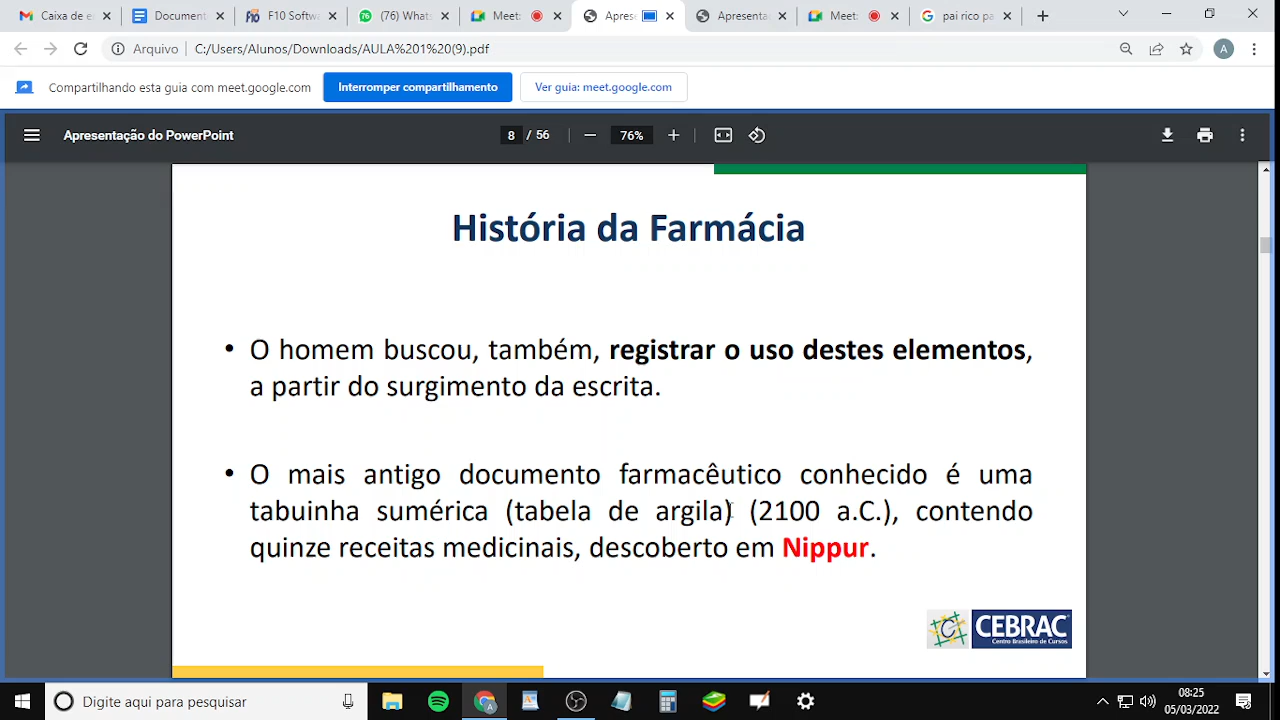 Caixa de e
Document
F10 Softwa
(76) Whats
Meet:
Apres
Apresenta
Meet:
pai rico pa
Arquivo
C:/Users/Alunos/Downloads/AULA%201%20(9).pdf
A
Compartilhando esta guia com meet.google.com
Interromper compartilhamento
Ver guia: meet.google.com
Apresentação do PowerPoint
8 / 56
76%
História da Farmácia
• O homem buscou, também, registrar o uso destes elementos,
a partir do surgimento da escrita.
• O mais antigo documento farmacêutico conhecido é uma
tabuinha sumérica (tabela de argila) (2100 a.C.), contendo
quinze receitas medicinais, descoberto em Nippur.
CEBRAC
Centro Brasileiro de Cursos
Digite aqui para pesquisar
08:25
05/03/2022